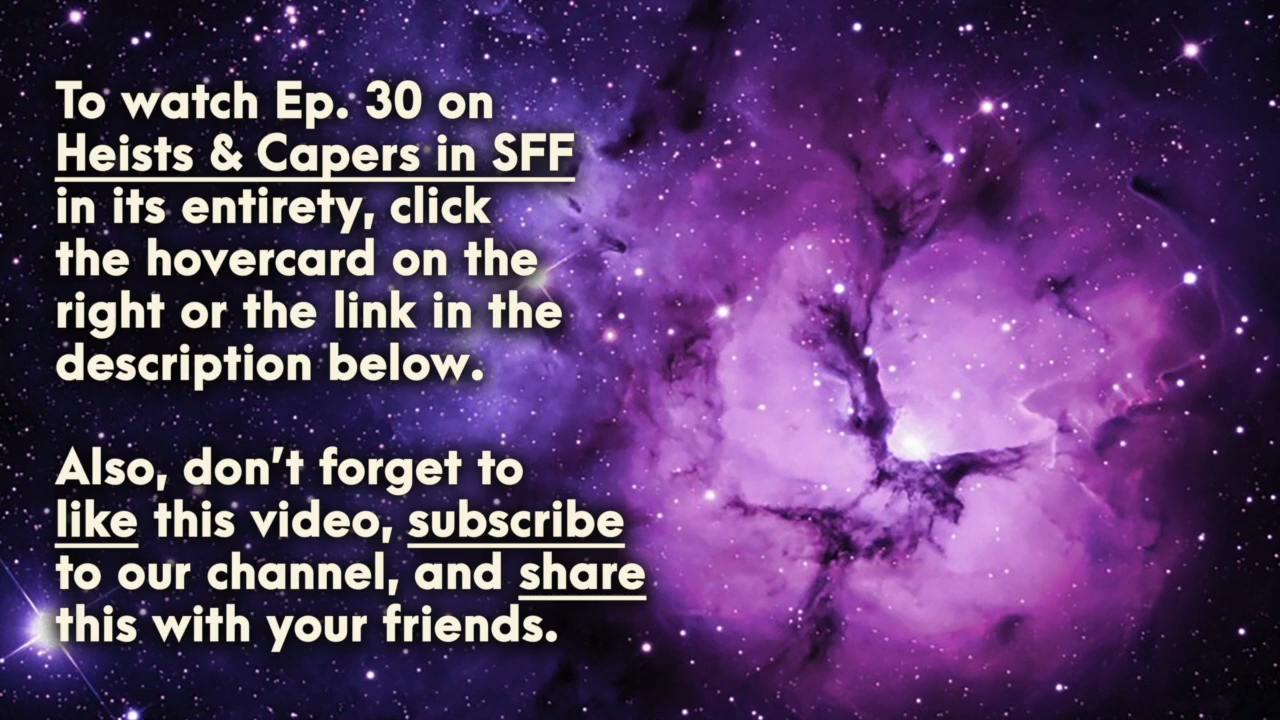 To watch Ep. 30 on
Heists & Capers in SFF
in its entirety, click
the hovercard on the
right or the link in the
description below.
Also, don't forget to
like this video, subscribe
to our channel, and share
this with your friends.